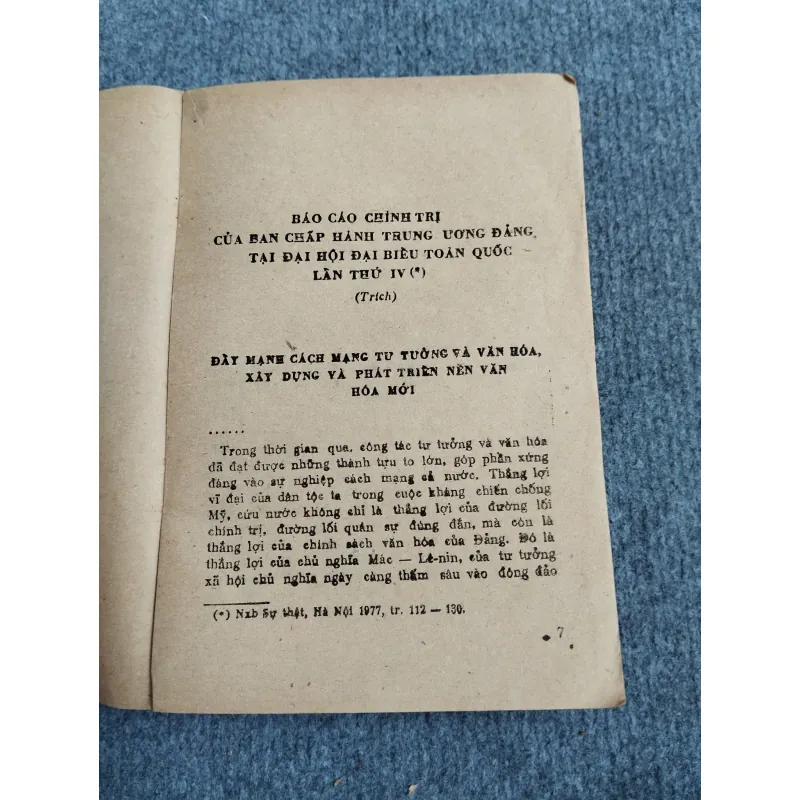 BÁO CÁO CHÍNH TRỊ
CỦA BAN CHẤP HÀNH TRUNG ƯƠNG ĐẢNG
TẠI ĐẠI HỘI ĐẠI BIỂU TOÀN QUỐC
LẦN THỨ IV (*)
(Trích)
ĐẨY MẠNH CÁCH MẠNG TƯ TƯỞNG VÀ VĂN HÓA,
XÂY DỰNG VÀ PHÁT TRIỂN NỀN VĂN
HÓA MỚI
......
Trong thời gian qua, công tác tư tưởng và văn hóa
đã đạt được những thành tựu to lớn, góp phần xứng
đáng vào sự nghiệp cách mạng cả nước. Thắng lợi
vĩ đại của dân tộc ta trong cuộc kháng chiến chống
Mỹ, cứu nước không chỉ là thắng lợi của đường lối
chính trị, đường lối quân sự đúng đắn, mà còn là
thắng lợi của chính sách văn hóa của Đảng. Đó là
thắng lợi của chủ nghĩa Mác — Lê-nin, của tư tưởng
xã hội chủ nghĩa ngày càng thấm sâu vào đông đảo
(*) Nxb Sự thật, Hà Nội 1977, tr. 112 — 130.
7